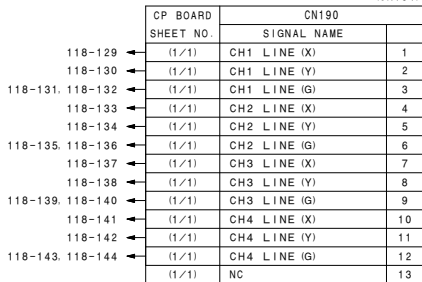 CP BOARD CN190
SHEET NO. SIGNAL NAME
118-129 (1/1) CH1 LINE (X) 1
118-130 (1/1) CH1 LINE (Y) 2
118-131, 118-132 (1/1) CH1 LINE (G) 3
118-133 (1/1) CH2 LINE (X) 4
118-134 (1/1) CH2 LINE (Y) 5
118-135, 118-136 (1/1) CH2 LINE (G) 6
118-137 (1/1) CH3 LINE (X) 7
118-138 (1/1) CH3 LINE (Y) 8
118-139, 118-140 (1/1) CH3 LINE (G) 9
118-141 (1/1) CH4 LINE (X) 10
118-142 (1/1) CH4 LINE (Y) 11
118-143, 118-144 (1/1) CH4 LINE (G) 12
(1/1) NC 13